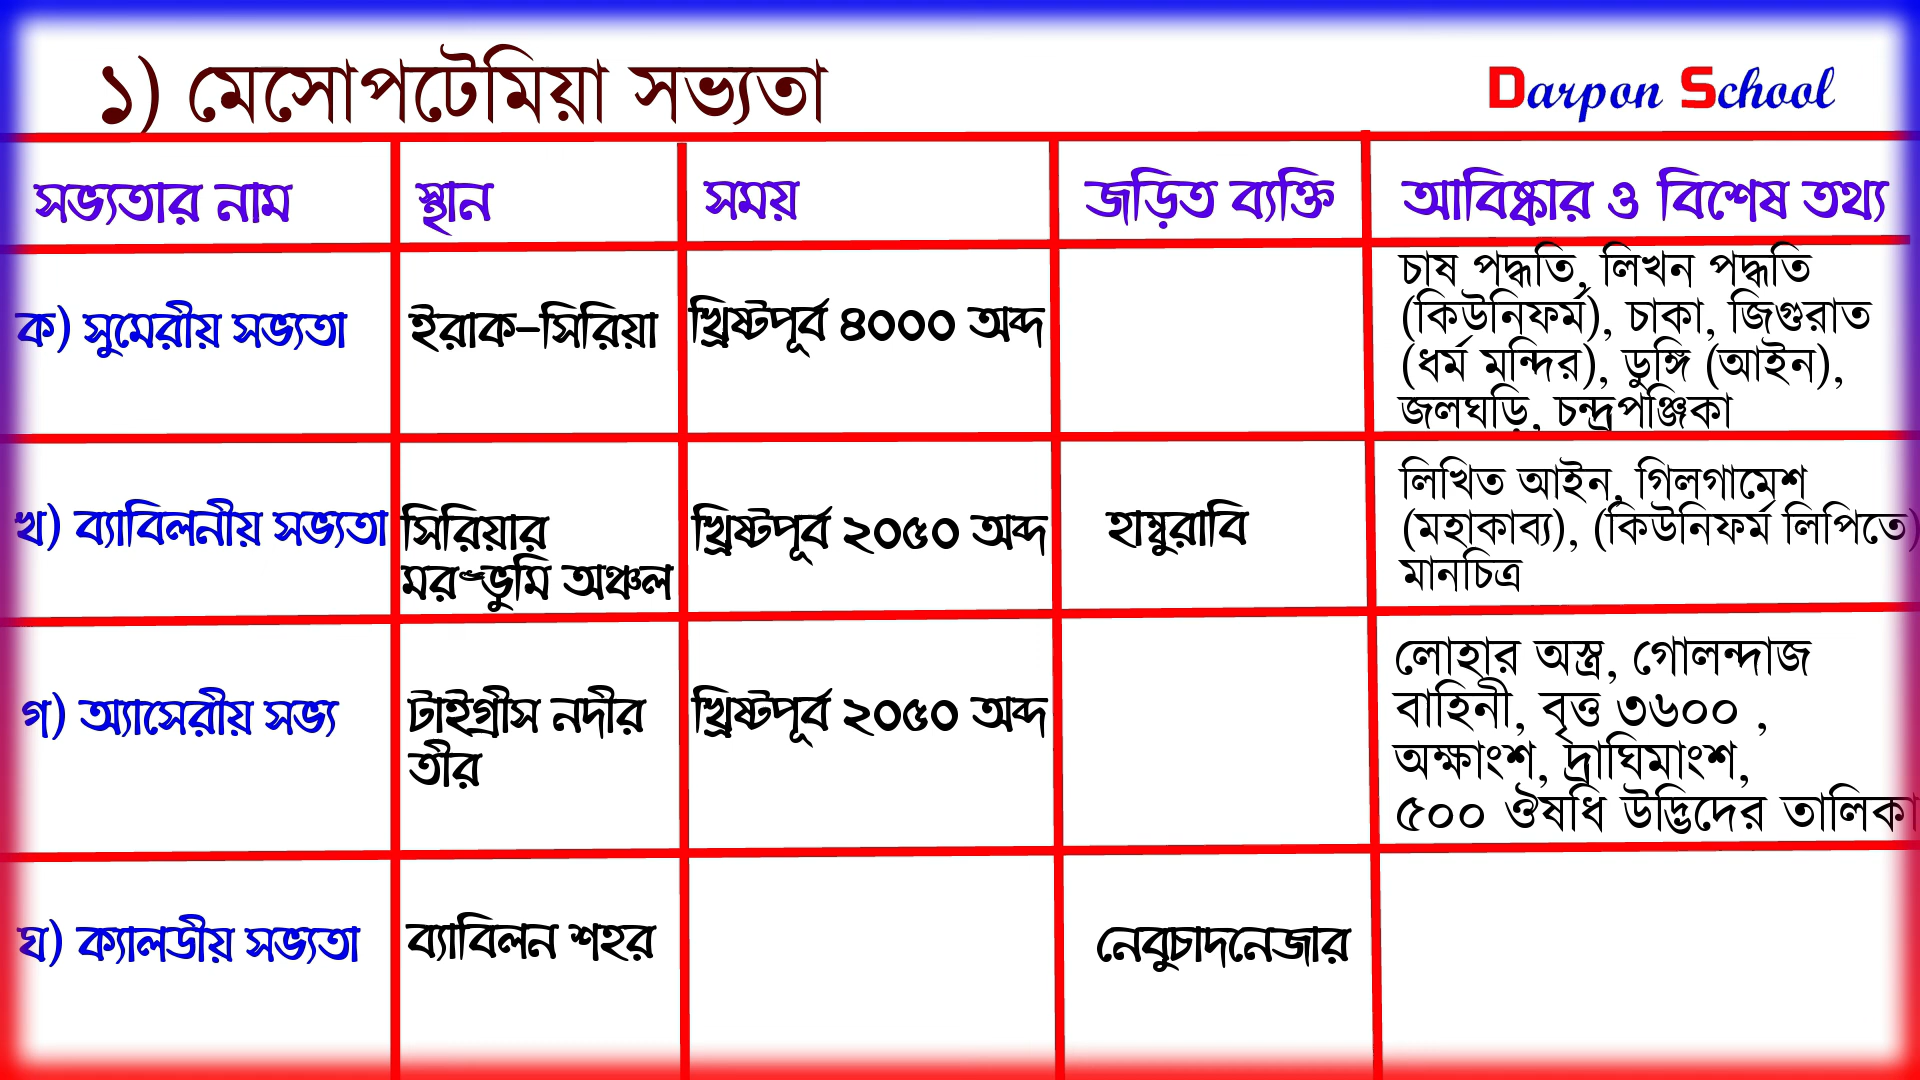 ১) মেসোপটেমিয়া সভ্যতা
Darpon School
সভ্যতার নাম
স্থান
সময়
জড়িত ব্যক্তি
আবিষ্কার ও বিশেষ তথ্য
ক) সুমেরীয় সভ্যতা
ইরাক-সিরিয়া
খ্রিষ্টপূর্ব ৪০০০ অব্দ
চাষ পদ্ধতি, লিখন পদ্ধতি
(কিউনিফর্ম), চাকা, জিগুরাত
(ধর্ম মন্দির), ডুঙ্গি (আইন),
জলঘড়ি, চন্দ্রপঞ্জিকা
খ) ব্যাবিলনীয় সভ্যতা
সিরিয়ার
মরুভুমি অঞ্চল
খ্রিষ্টপূর্ব ২০৫০ অব্দ
হাম্বুরাবি
লিখিত আইন, গিলগামেশ
(মহাকাব্য), (কিউনিফর্ম লিপিতে)
মানচিত্র
গ) অ্যাসেরীয় সভ্য
টাইগ্রীস নদীর
তীর
খ্রিষ্টপূর্ব ২০৫০ অব্দ
লোহার অস্ত্র, গোলন্দাজ
বাহিনী, বৃত্ত ৩৬০০ ,
অক্ষাংশ, দ্রাঘিমাংশ,
৫০০ ঔষধি উদ্ভিদের তালিকা
ঘ) ক্যালডীয় সভ্যতা
ব্যাবিলন শহর
নেবুচাদনেজার